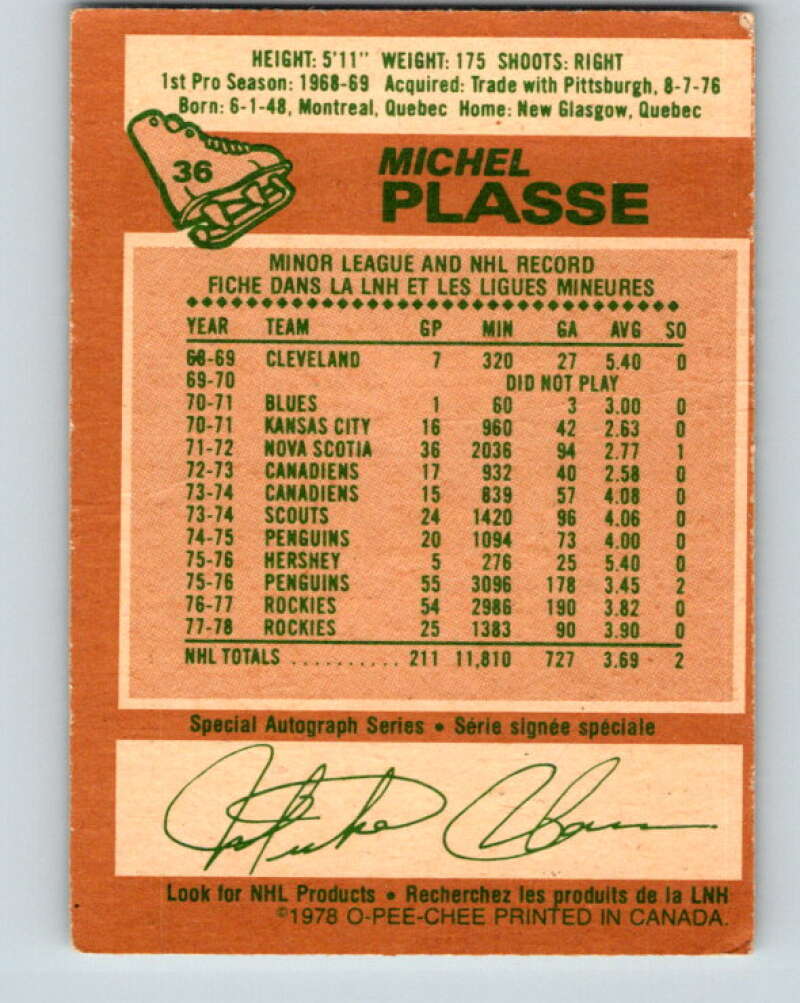 HEIGHT: 5'11" WEIGHT: 175 SHOOTS: RIGHT
1st Pro Season: 1968-69 Acquired: Trade with Pittsburgh, 8-7-76
Born: 6-1-48, Montreal, Quebec Home: New Glasgow, Quebec
36
MICHEL
PLASSE
MINOR LEAGUE AND NHL RECORD
FICHE DANS LA LNH ET LES LIGUES MINEURES
YEAR TEAM GP MIN GA AVG SO
68-69 CLEVELAND 7 320 27 5.40 0
69-70 DID NOT PLAY
70-71 BLUES 1 60 3 3.00 0
70-71 KANSAS CITY 16 960 42 2.63 0
71-72 NOVA SCOTIA 36 2036 94 2.77 1
72-73 CANADIENS 17 932 40 2.58 0
73-74 CANADIENS 15 839 57 4.08 0
73-74 SCOUTS 24 1420 96 4.06 0
74-75 PENGUINS 20 1094 73 4.00 0
75-76 HERSHEY 5 276 25 5.40 0
75-76 PENGUINS 55 3096 178 3.45 2
76-77 ROCKIES 54 2986 190 3.82 0
77-78 ROCKIES 25 1383 90 3.90 0
NHL TOTALS .......... 211 11,810 727 3.69 2
Special Autograph Series • Série signée spéciale
Look for NHL Products • Recherchez les produits de la LNH
©1978 O-PEE-CHEE PRINTED IN CANADA.